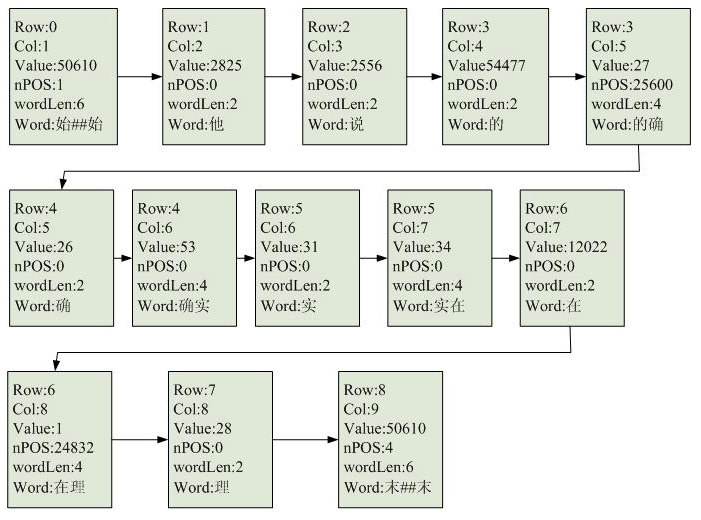 Row:0
Col:1
Value:50610
nPOS:1
wordLen:6
Word:始##始
Row:1
Col:2
Value:2825
nPOS:0
wordLen:2
Word:他
Row:2
Col:3
Value:2556
nPOS:0
wordLen:2
Word:说
Row:3
Col:4
Value54477
nPOS:0
wordLen:2
Word:的
Row:3
Col:5
Value:27
nPOS:25600
wordLen:4
Word:的确
Row:4
Col:5
Value:26
nPOS:0
wordLen:2
Word:确
Row:4
Col:6
Value:53
nPOS:0
wordLen:4
Word:确实
Row:5
Col:6
Value:31
nPOS:0
wordLen:2
Word:实
Row:5
Col:7
Value:34
nPOS:0
wordLen:4
Word:实在
Row:6
Col:7
Value:12022
nPOS:0
wordLen:2
Word:在
Row:6
Col:8
Value:1
nPOS:24832
wordLen:4
Word:在理
Row:7
Col:8
Value:28
nPOS:0
wordLen:2
Word:理
Row:8
Col:9
Value:50610
nPOS:4
wordLen:6
Word:末##末